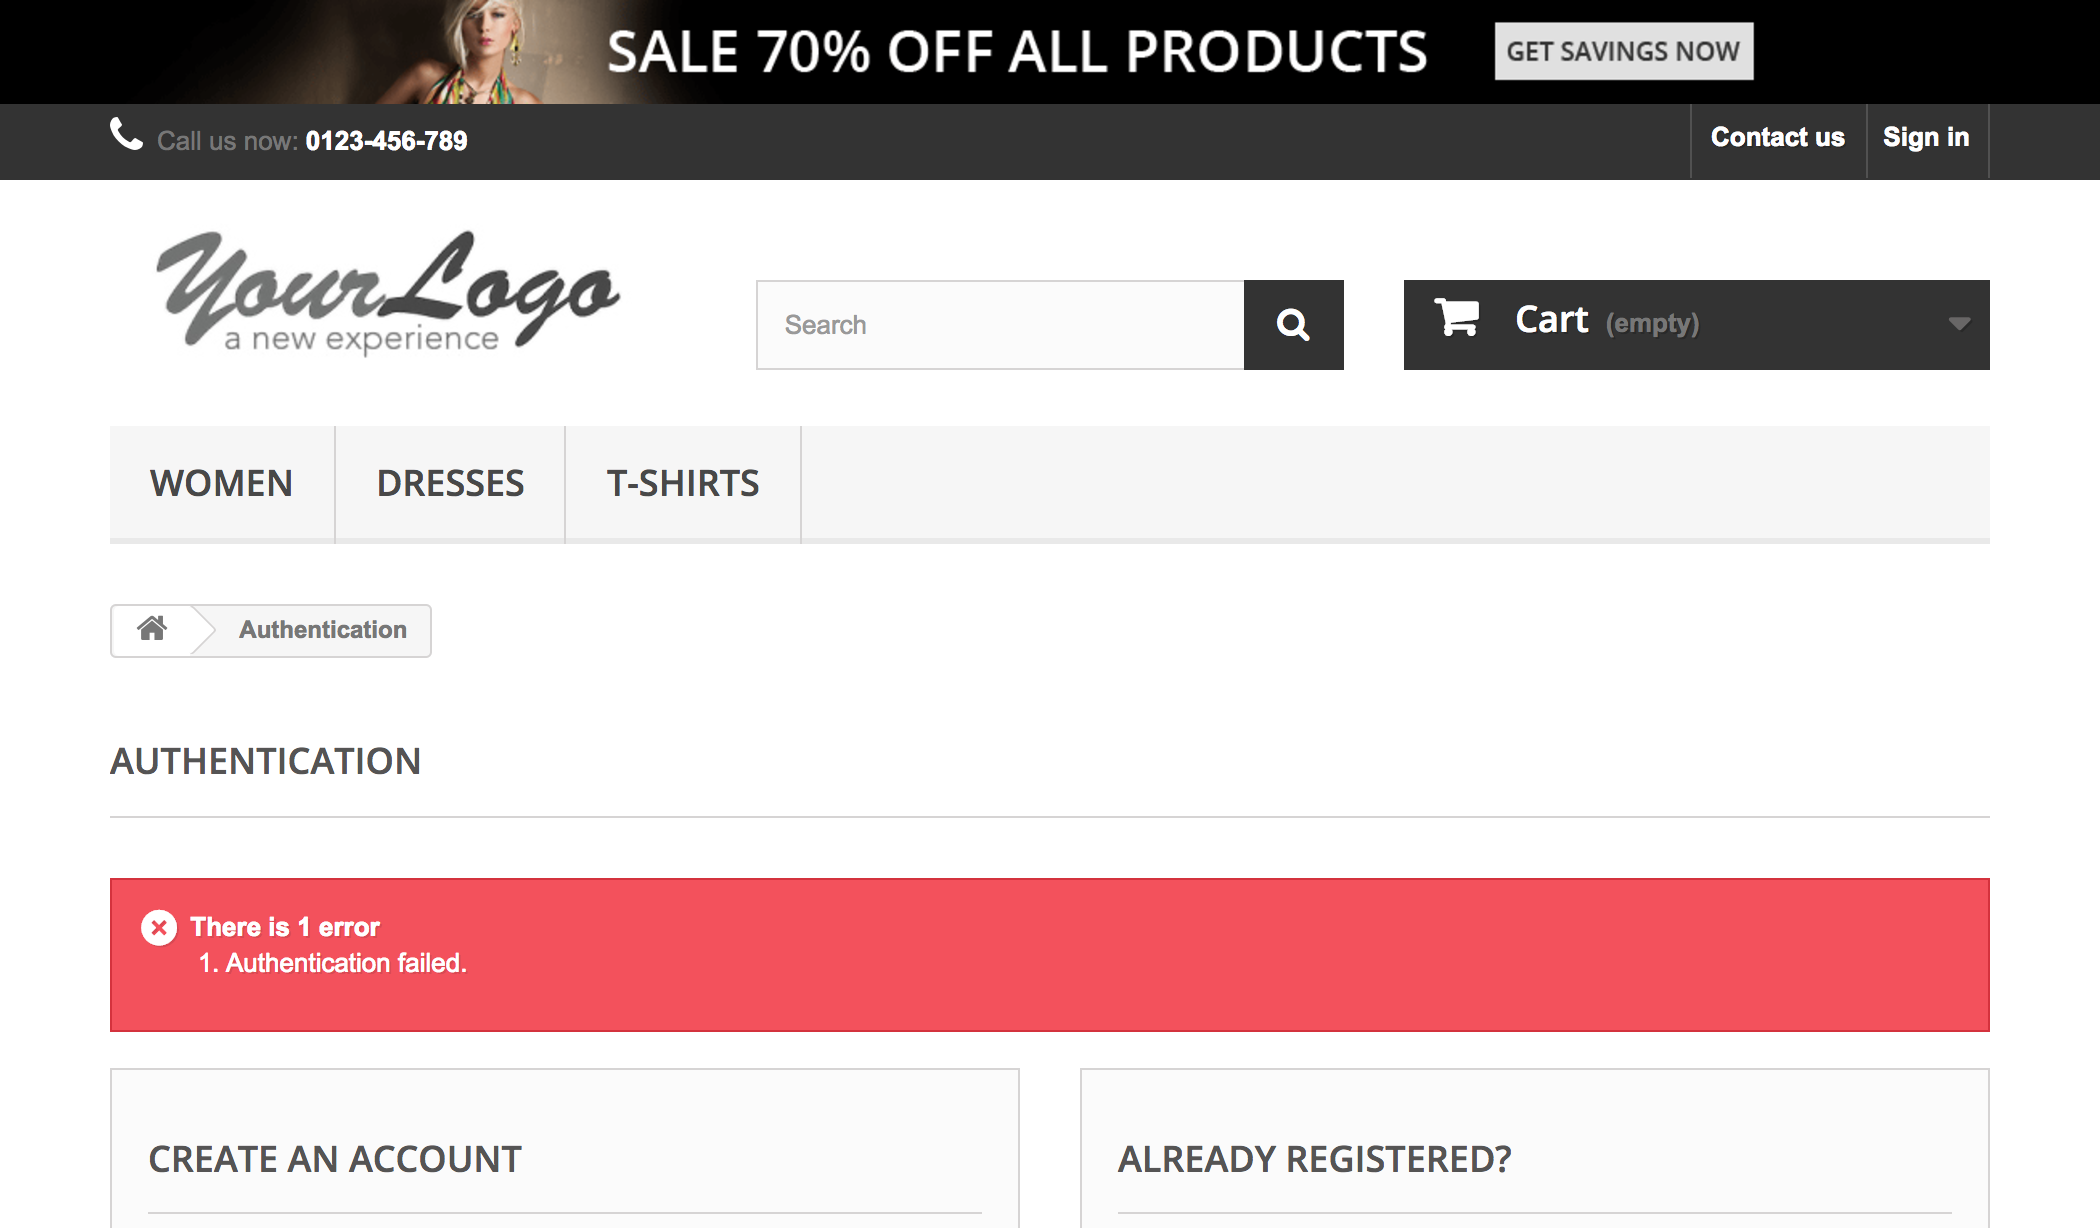 SALE 70% OFF ALL PRODUCTS
GET SAVINGS NOW
Call us now: 0123-456-789
Contact us
Sign in
YourLogo
a new experience
Search
Cart (empty)
WOMEN
DRESSES
T-SHIRTS
Authentication
AUTHENTICATION
There is 1 error
1. Authentication failed.
CREATE AN ACCOUNT
ALREADY REGISTERED?